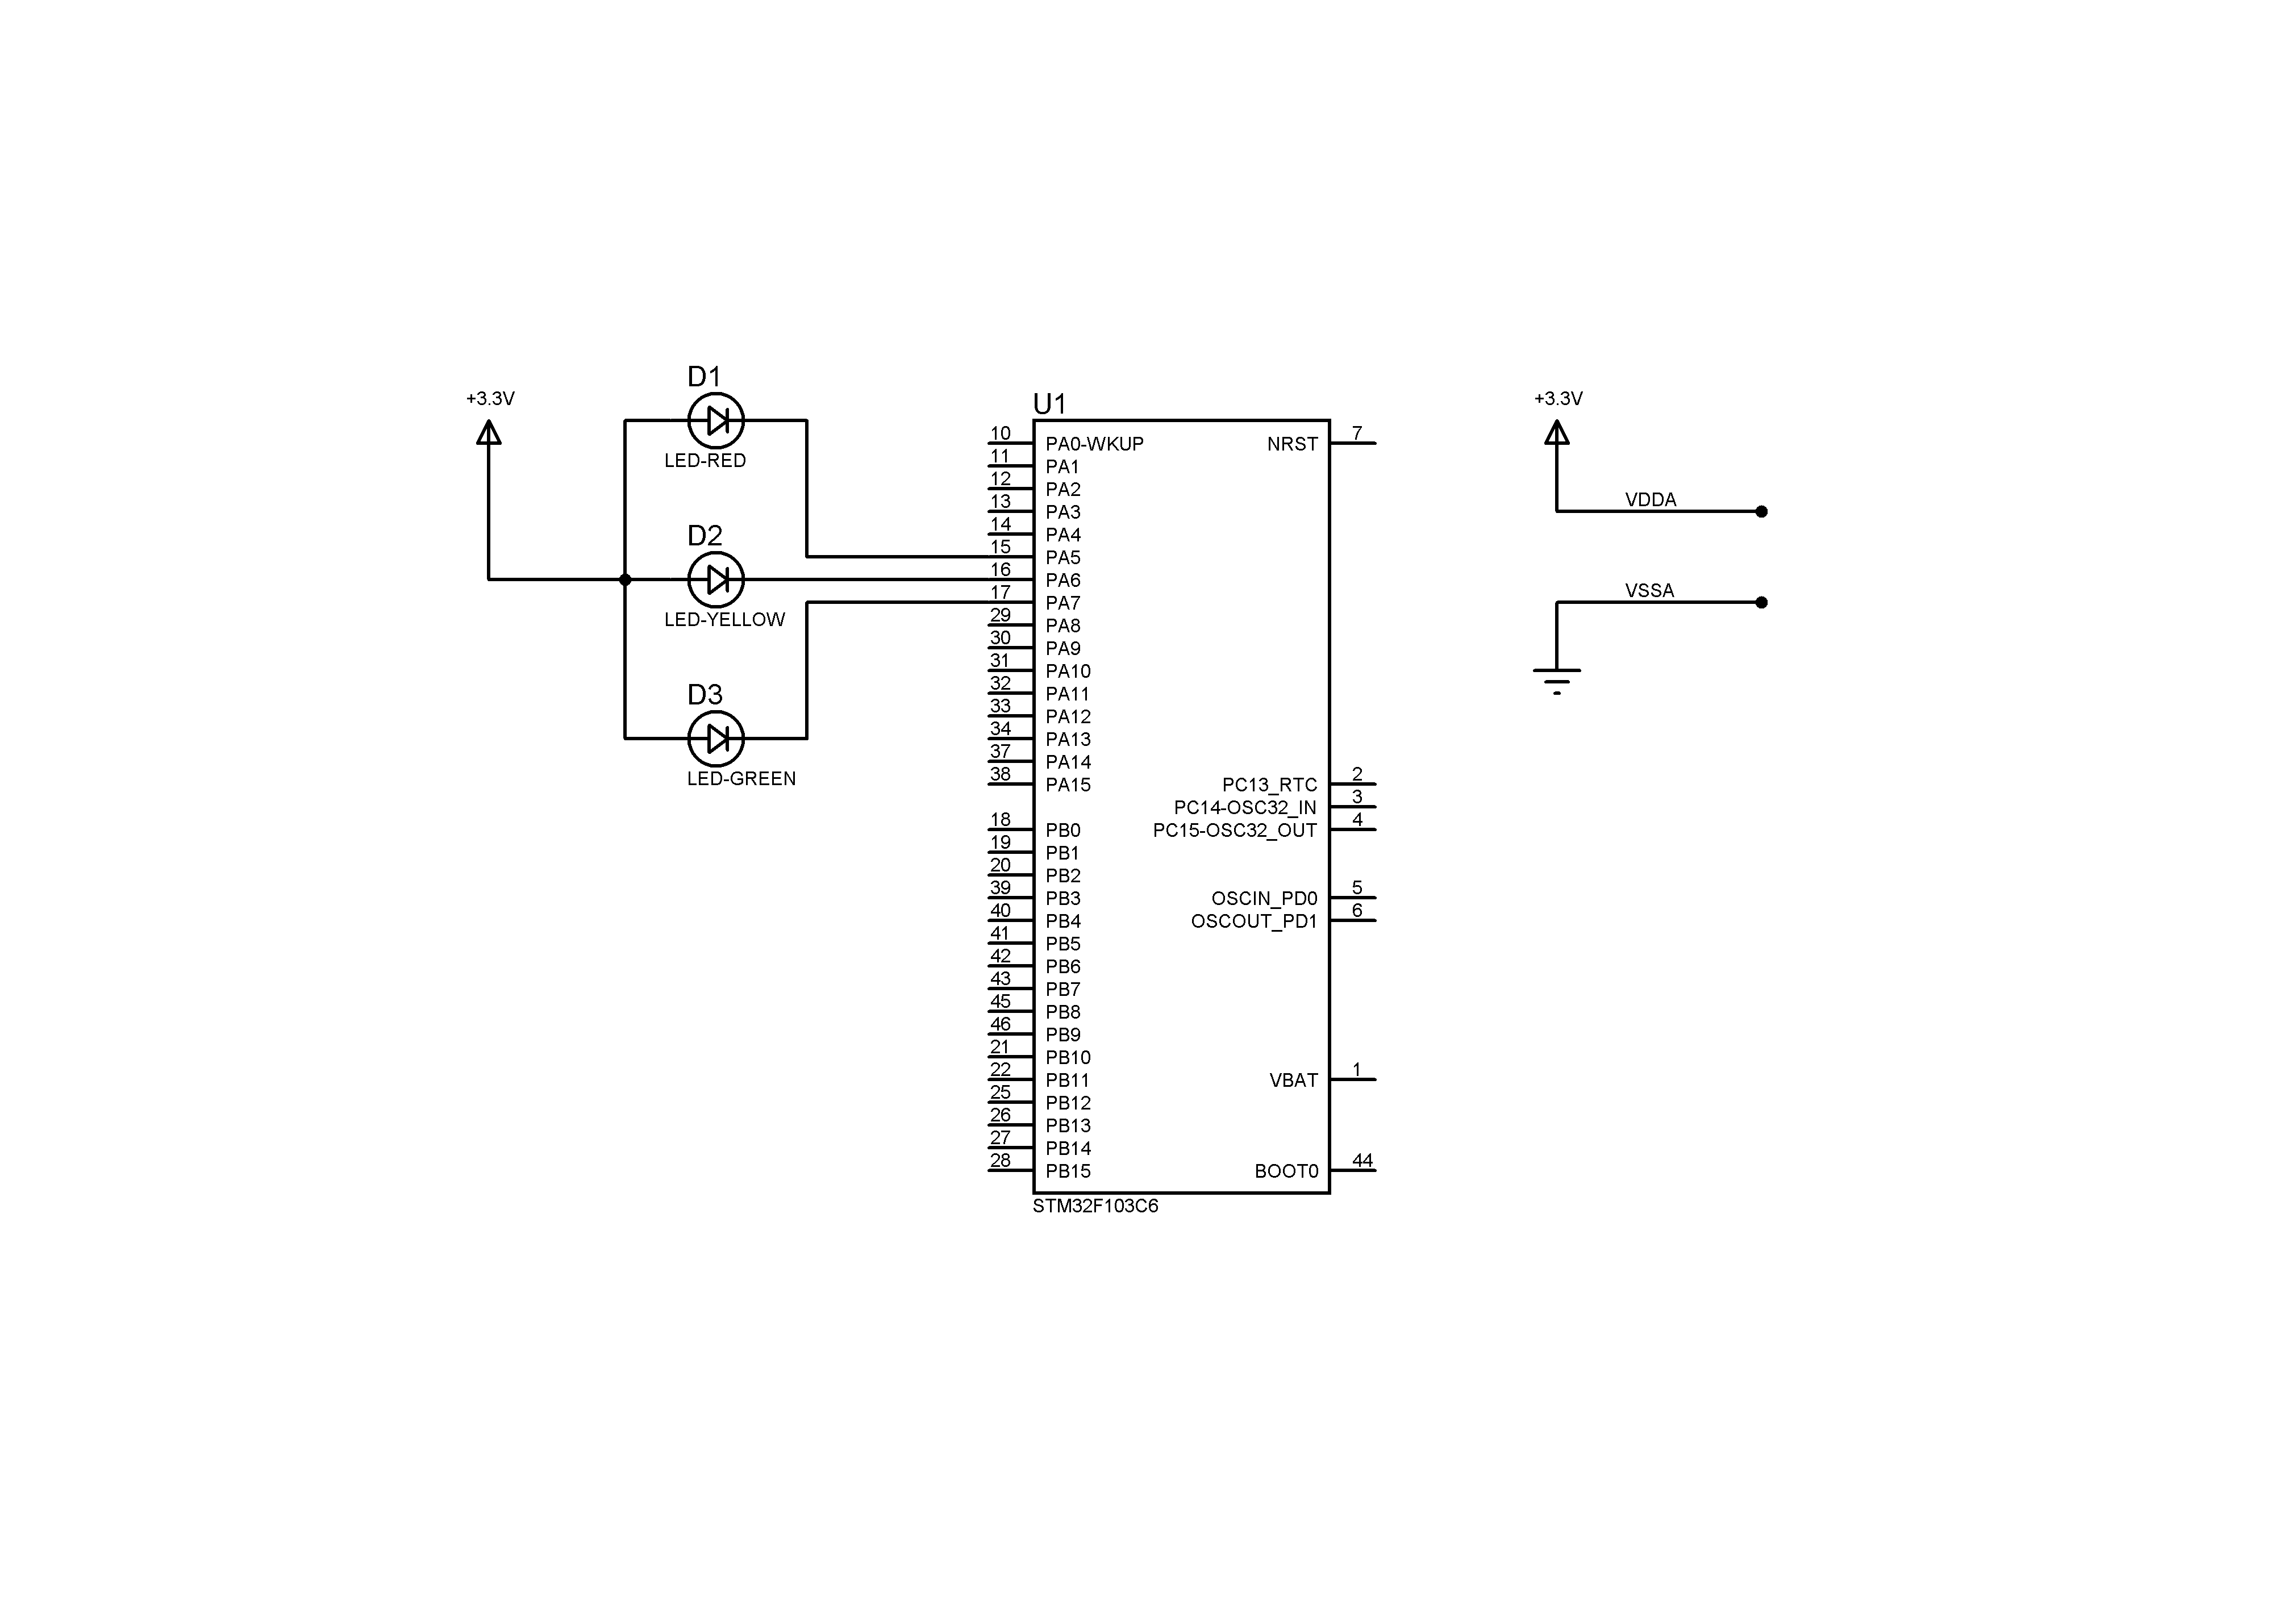 D1
+3.3V
LED-RED
D2
LED-YELLOW
D3
LED-GREEN
U1
10 PA0-WKUP
11 PA1
12 PA2
13 PA3
14 PA4
15 PA5
16 PA6
17 PA7
29 PA8
30 PA9
31 PA10
32 PA11
33 PA12
34 PA13
37 PA14
38 PA15
18 PB0
19 PB1
20 PB2
39 PB3
40 PB4
41 PB5
42 PB6
43 PB7
45 PB8
46 PB9
21 PB10
22 PB11
25 PB12
26 PB13
27 PB14
28 PB15
NRST 7
PC13_RTC 2
PC14-OSC32_IN 3
PC15-OSC32_OUT 4
OSCIN_PD0 5
OSCOUT_PD1 6
VBAT 1
BOOT0 44
STM32F103C6
+3.3V
VDDA
VSSA